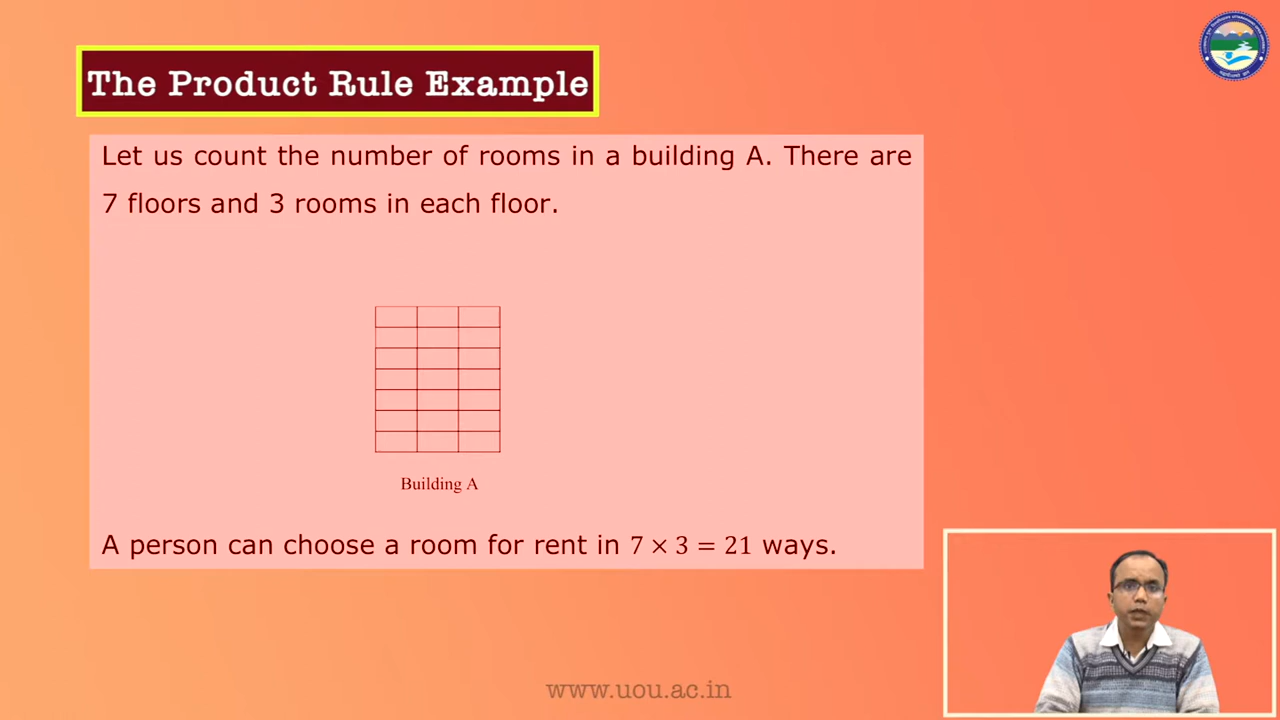 The Product Rule Example
Let us count the number of rooms in a building A. There are
7 floors and 3 rooms in each floor.
Building A
A person can choose a room for rent in 7 × 3 = 21 ways.
www.uou.ac.in